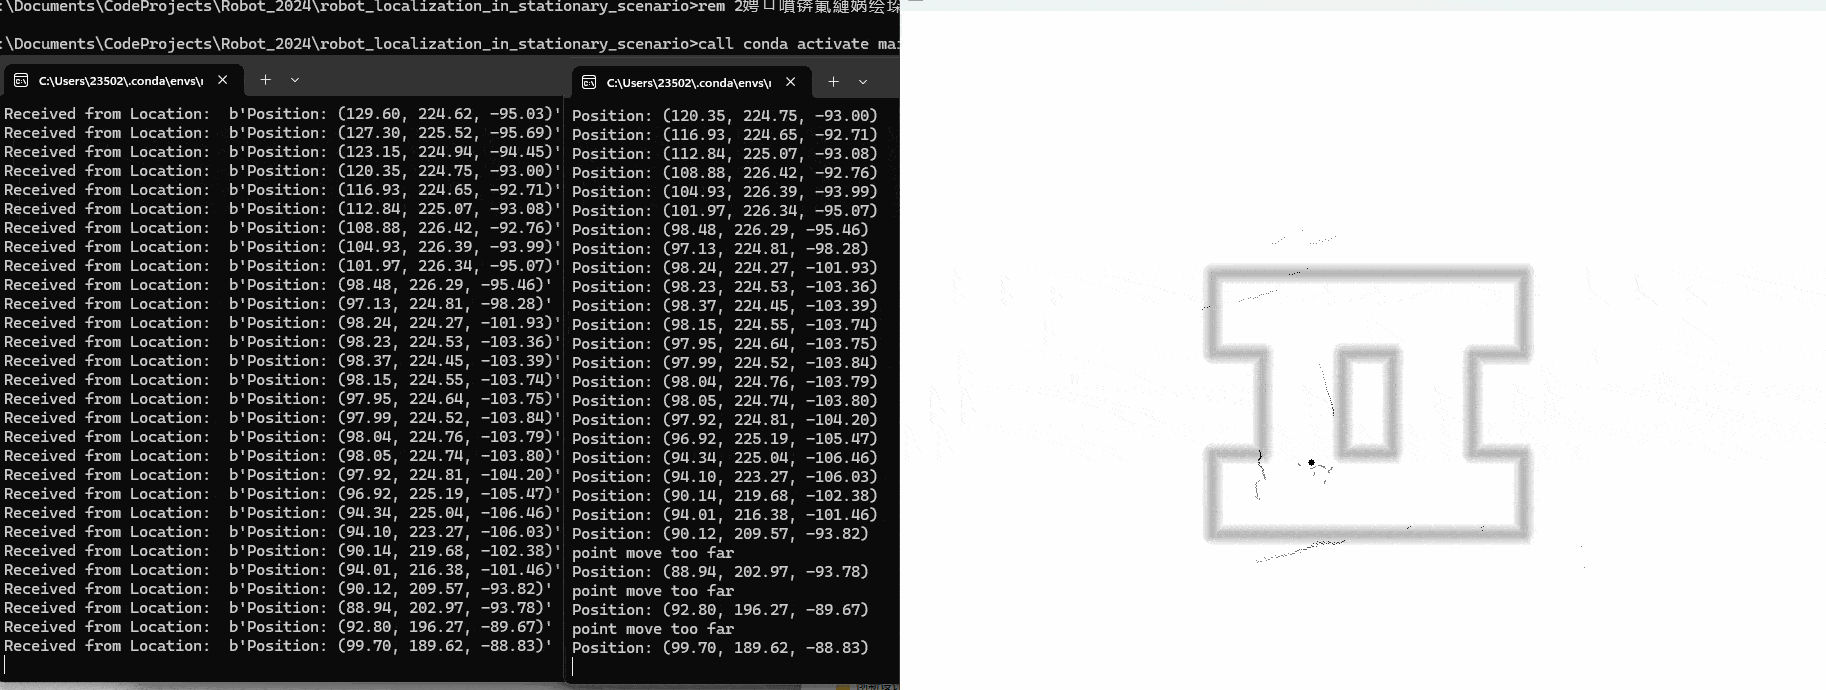 :\Documents\CodeProjects\Robot_2024\robot_localization_in_stationary_scenario>rem
:\Documents\CodeProjects\Robot_2024\robot_localization_in_stationary_scenario>call conda activate mai
C:\Users\23502\.conda\envs\r
Received from Location:  b'Position: (129.60, 224.62, -95.03)'
Received from Location:  b'Position: (127.30, 225.52, -95.69)'
Received from Location:  b'Position: (123.15, 224.94, -94.45)'
Received from Location:  b'Position: (120.35, 224.75, -93.00)'
Received from Location:  b'Position: (116.93, 224.65, -92.71)'
Received from Location:  b'Position: (112.84, 225.07, -93.08)'
Received from Location:  b'Position: (108.88, 226.42, -92.76)'
Received from Location:  b'Position: (104.93, 226.39, -93.99)'
Received from Location:  b'Position: (101.97, 226.34, -95.07)'
Received from Location:  b'Position: (98.48, 226.29, -95.46)'
Received from Location:  b'Position: (97.13, 224.81, -98.28)'
Received from Location:  b'Position: (98.24, 224.27, -101.93)'
Received from Location:  b'Position: (98.23, 224.53, -103.36)'
Received from Location:  b'Position: (98.37, 224.45, -103.39)'
Received from Location:  b'Position: (98.15, 224.55, -103.74)'
Received from Location:  b'Position: (97.95, 224.64, -103.75)'
Received from Location:  b'Position: (97.99, 224.52, -103.84)'
Received from Location:  b'Position: (98.04, 224.76, -103.79)'
Received from Location:  b'Position: (98.05, 224.74, -103.80)'
Received from Location:  b'Position: (97.92, 224.81, -104.20)'
Received from Location:  b'Position: (96.92, 225.19, -105.47)'
Received from Location:  b'Position: (94.34, 225.04, -106.46)'
Received from Location:  b'Position: (94.10, 223.27, -106.03)'
Received from Location:  b'Position: (90.14, 219.68, -102.38)'
Received from Location:  b'Position: (94.01, 216.38, -101.46)'
Received from Location:  b'Position: (90.12, 209.57, -93.82)'
Received from Location:  b'Position: (88.94, 202.97, -93.78)'
Received from Location:  b'Position: (92.80, 196.27, -89.67)'
Received from Location:  b'Position: (99.70, 189.62, -88.83)'
C:\Users\23502\.conda\envs\r
Position: (120.35, 224.75, -93.00)
Position: (116.93, 224.65, -92.71)
Position: (112.84, 225.07, -93.08)
Position: (108.88, 226.42, -92.76)
Position: (104.93, 226.39, -93.99)
Position: (101.97, 226.34, -95.07)
Position: (98.48, 226.29, -95.46)
Position: (97.13, 224.81, -98.28)
Position: (98.24, 224.27, -101.93)
Position: (98.23, 224.53, -103.36)
Position: (98.37, 224.45, -103.39)
Position: (98.15, 224.55, -103.74)
Position: (97.95, 224.64, -103.75)
Position: (97.99, 224.52, -103.84)
Position: (98.04, 224.76, -103.79)
Position: (98.05, 224.74, -103.80)
Position: (97.92, 224.81, -104.20)
Position: (96.92, 225.19, -105.47)
Position: (94.34, 225.04, -106.46)
Position: (94.10, 223.27, -106.03)
Position: (90.14, 219.68, -102.38)
Position: (94.01, 216.38, -101.46)
Position: (90.12, 209.57, -93.82)
point move too far
Position: (88.94, 202.97, -93.78)
point move too far
Position: (92.80, 196.27, -89.67)
point move too far
Position: (99.70, 189.62, -88.83)